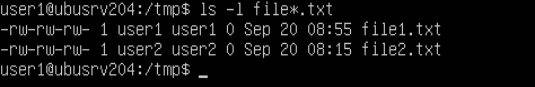 user1@ubusrv204:/tmp$ ls -l file*.txt
-rw-rw-rw- 1 user1 user1 0 Sep 20 08:55 file1.txt
-rw-rw-rw- 1 user2 user2 0 Sep 20 08:15 file2.txt
user1@ubusrv204:/tmp$ _